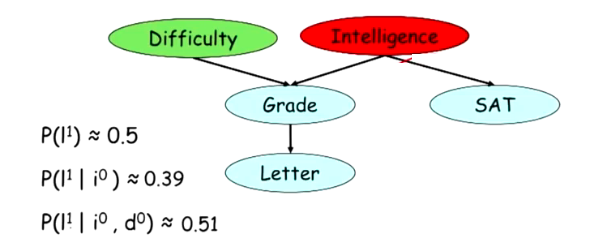 Difficulty
Intelligence
Grade
SAT
P(l¹) ≈ 0.5
Letter
P(l¹ | i⁰ ) ≈ 0.39
P(l¹ | i⁰ , d⁰) ≈ 0.51